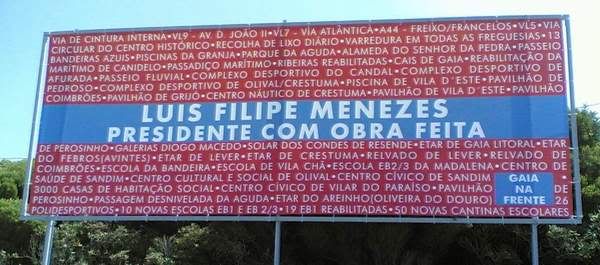 VIA DE CINTURA INTERNA•VL9 - AV. D. JOÃO II•VL7 - VIA ATLÂNTICA•A44 - FREIXO/FRANCELOS•VL5•VIA
CIRCULAR DO CENTRO HISTÓRICO•RECOLHA DE LIXO DIÁRIO•VARREDURA EM TODAS AS FREGUESIAS•13
BANDEIRAS AZUIS•PISCINAS DA GRANJA•PARQUE DA AGUDA•ALAMEDA DO SENHOR DA PEDRA•PASSEIO
MARITIMO DE CANIDELO•PASSADIÇO MARÍTIMO•RIBEIRAS REABILITADAS•CAIS DE GAIA•REABILITAÇÃO DA
AFURADA•PASSEIO FLUVIAL•COMPLEXO DESPORTIVO DO CANDAL•COMPLEXO DESPORTIVO DE
PEDROSO•COMPLEXO DESPORTIVO DE OLIVAL/CRESTUMA•PISCINA DE VILA D'ESTE•PAVILHÃO DE
COIMBRÕES•PAVILHÃO DE GRIJO•CENTRO NÁUTICO DE CRESTUMA•PAVILHÃO DE VILA D'ESTE•PAVILHÃO
LUIS FILIPE MENEZES
PRESIDENTE COM OBRA FEITA
DE PEROSINHO•GALERIAS DIOGO MACEDO•SOLAR DOS CONDES DE RESENDE•ETAR DE GAIA LITORAL•ETAR
DO FEBROS(AVINTES)•ETAR DE LEVER•ETAR DE CRESTUMA•RELVADO DE LEVER•RELVADO DE
COIMBRÕES•ESCOLA DA BANDEIRA•ESCOLA DE VILA CHÃ•ESCOLA EB2/3 DA MADALENA•CENTRO DE
SAÚDE DE SANDIM•CENTRO CULTURAL E SOCIAL DE OLIVAL•CENTRO CÍVICO DE SANDIM
3000 CASAS DE HABITAÇÃO SOCIAL•CENTRO CÍVICO DE VILAR DO PARAÍSO•PAVILHÃO DE
PEROSINHO•PASSAGEM DESNIVELADA DA AGUDA•ETAR DO AREINHO(OLIVEIRA DO DOURO) 26
POLIDESPORTIVOS•10 NOVAS ESCOLAS EB1 E EB 2/3•19 EB1 REABILITADAS•50 NOVAS CANTINAS ESCOLARES
GAIA
NA
FRENTE